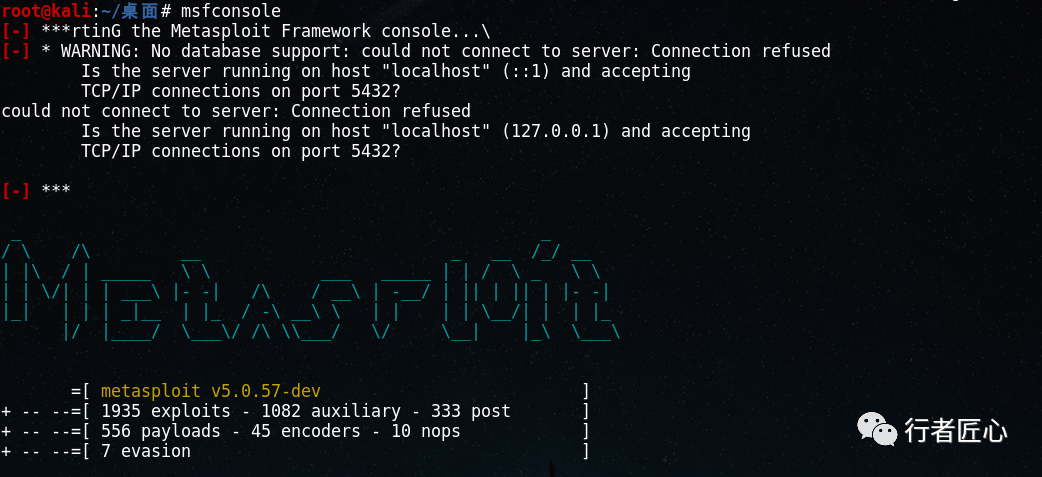 root@kali:~/桌面# msfconsole
[-] ***rtinG the Metasploit Framework console...\
[-] * WARNING: No database support: could not connect to server: Connection refused
        Is the server running on host "localhost" (::1) and accepting
        TCP/IP connections on port 5432?
could not connect to server: Connection refused
        Is the server running on host "localhost" (127.0.0.1) and accepting
        TCP/IP connections on port 5432?
[-] ***
METASPLOIT
       =[ metasploit v5.0.57-dev                          ]
+ -- --=[ 1935 exploits - 1082 auxiliary - 333 post       ]
+ -- --=[ 556 payloads - 45 encoders - 10 nops            ]
+ -- --=[ 7 evasion                                       ]
行者匠心